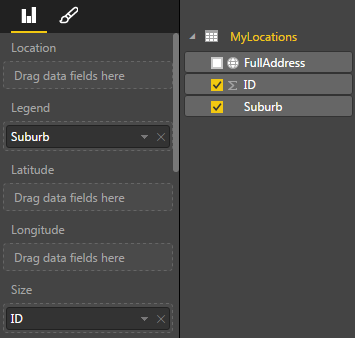 Location
Drag data fields here
Legend
Suburb
Latitude
Drag data fields here
Longitude
Drag data fields here
Size
ID
MyLocations
FullAddress
Σ ID
Suburb